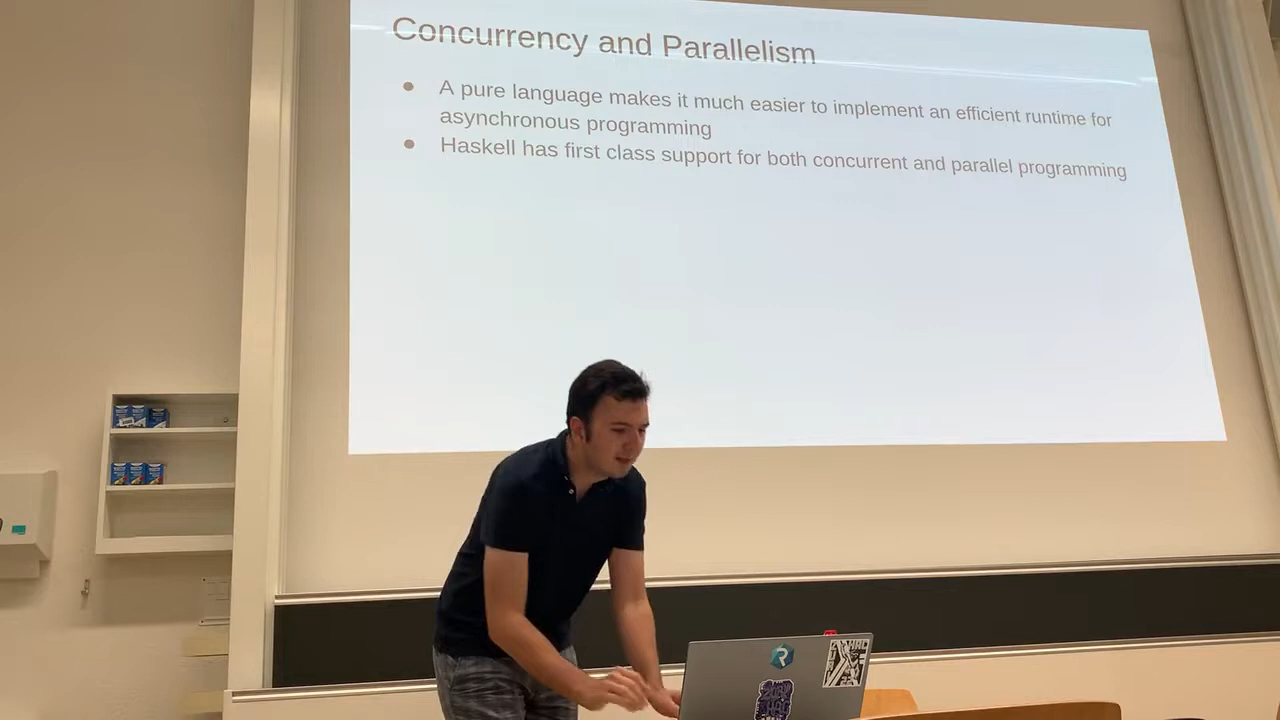 Concurrency and Parallelism
A pure language makes it much easier to implement an efficient runtime for
asynchronous programming
Haskell has first class support for both concurrent and parallel programming
R